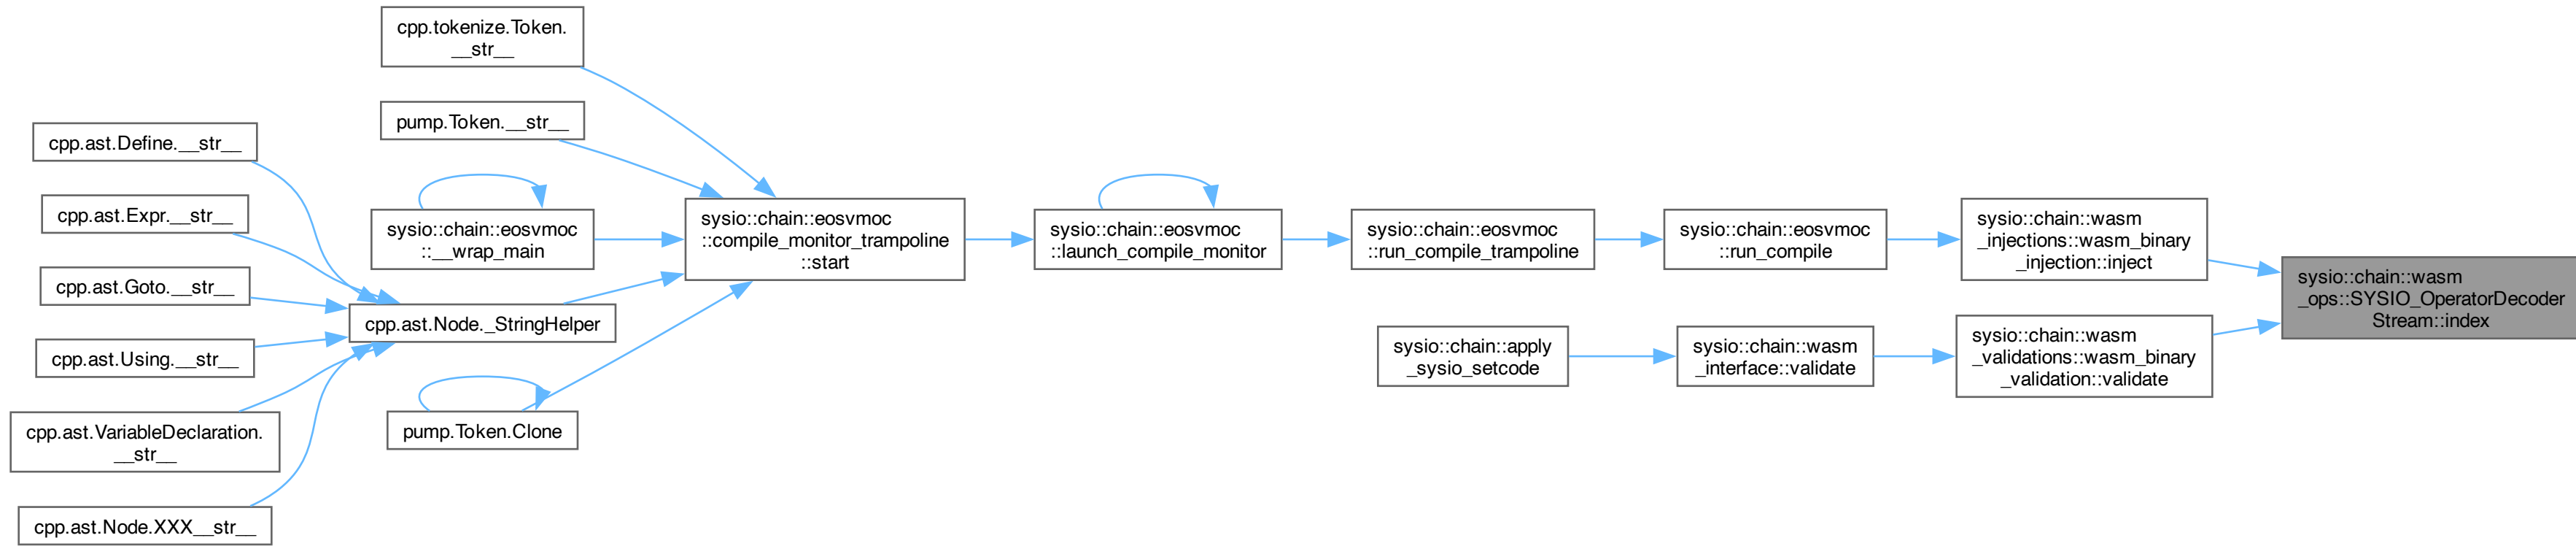 cpp.tokenize.Token.
__str__
pump.Token.__str__
cpp.ast.Define.__str__
cpp.ast.Expr.__str__
cpp.ast.Goto.__str__
cpp.ast.Using.__str__
cpp.ast.VariableDeclaration.
__str__
cpp.ast.Node.XXX__str__
sysio::chain::eosvmoc
::__wrap_main
cpp.ast.Node._StringHelper
pump.Token.Clone
sysio::chain::eosvmoc
::compile_monitor_trampoline
::start
sysio::chain::eosvmoc
::launch_compile_monitor
sysio::chain::eosvmoc
::run_compile_trampoline
sysio::chain::eosvmoc
::run_compile
sysio::chain::wasm
_injections::wasm_binary
_injection::inject
sysio::chain::apply
_sysio_setcode
sysio::chain::wasm
_interface::validate
sysio::chain::wasm
_validations::wasm_binary
_validation::validate
sysio::chain::wasm
_ops::SYSIO_OperatorDecoder
Stream::index